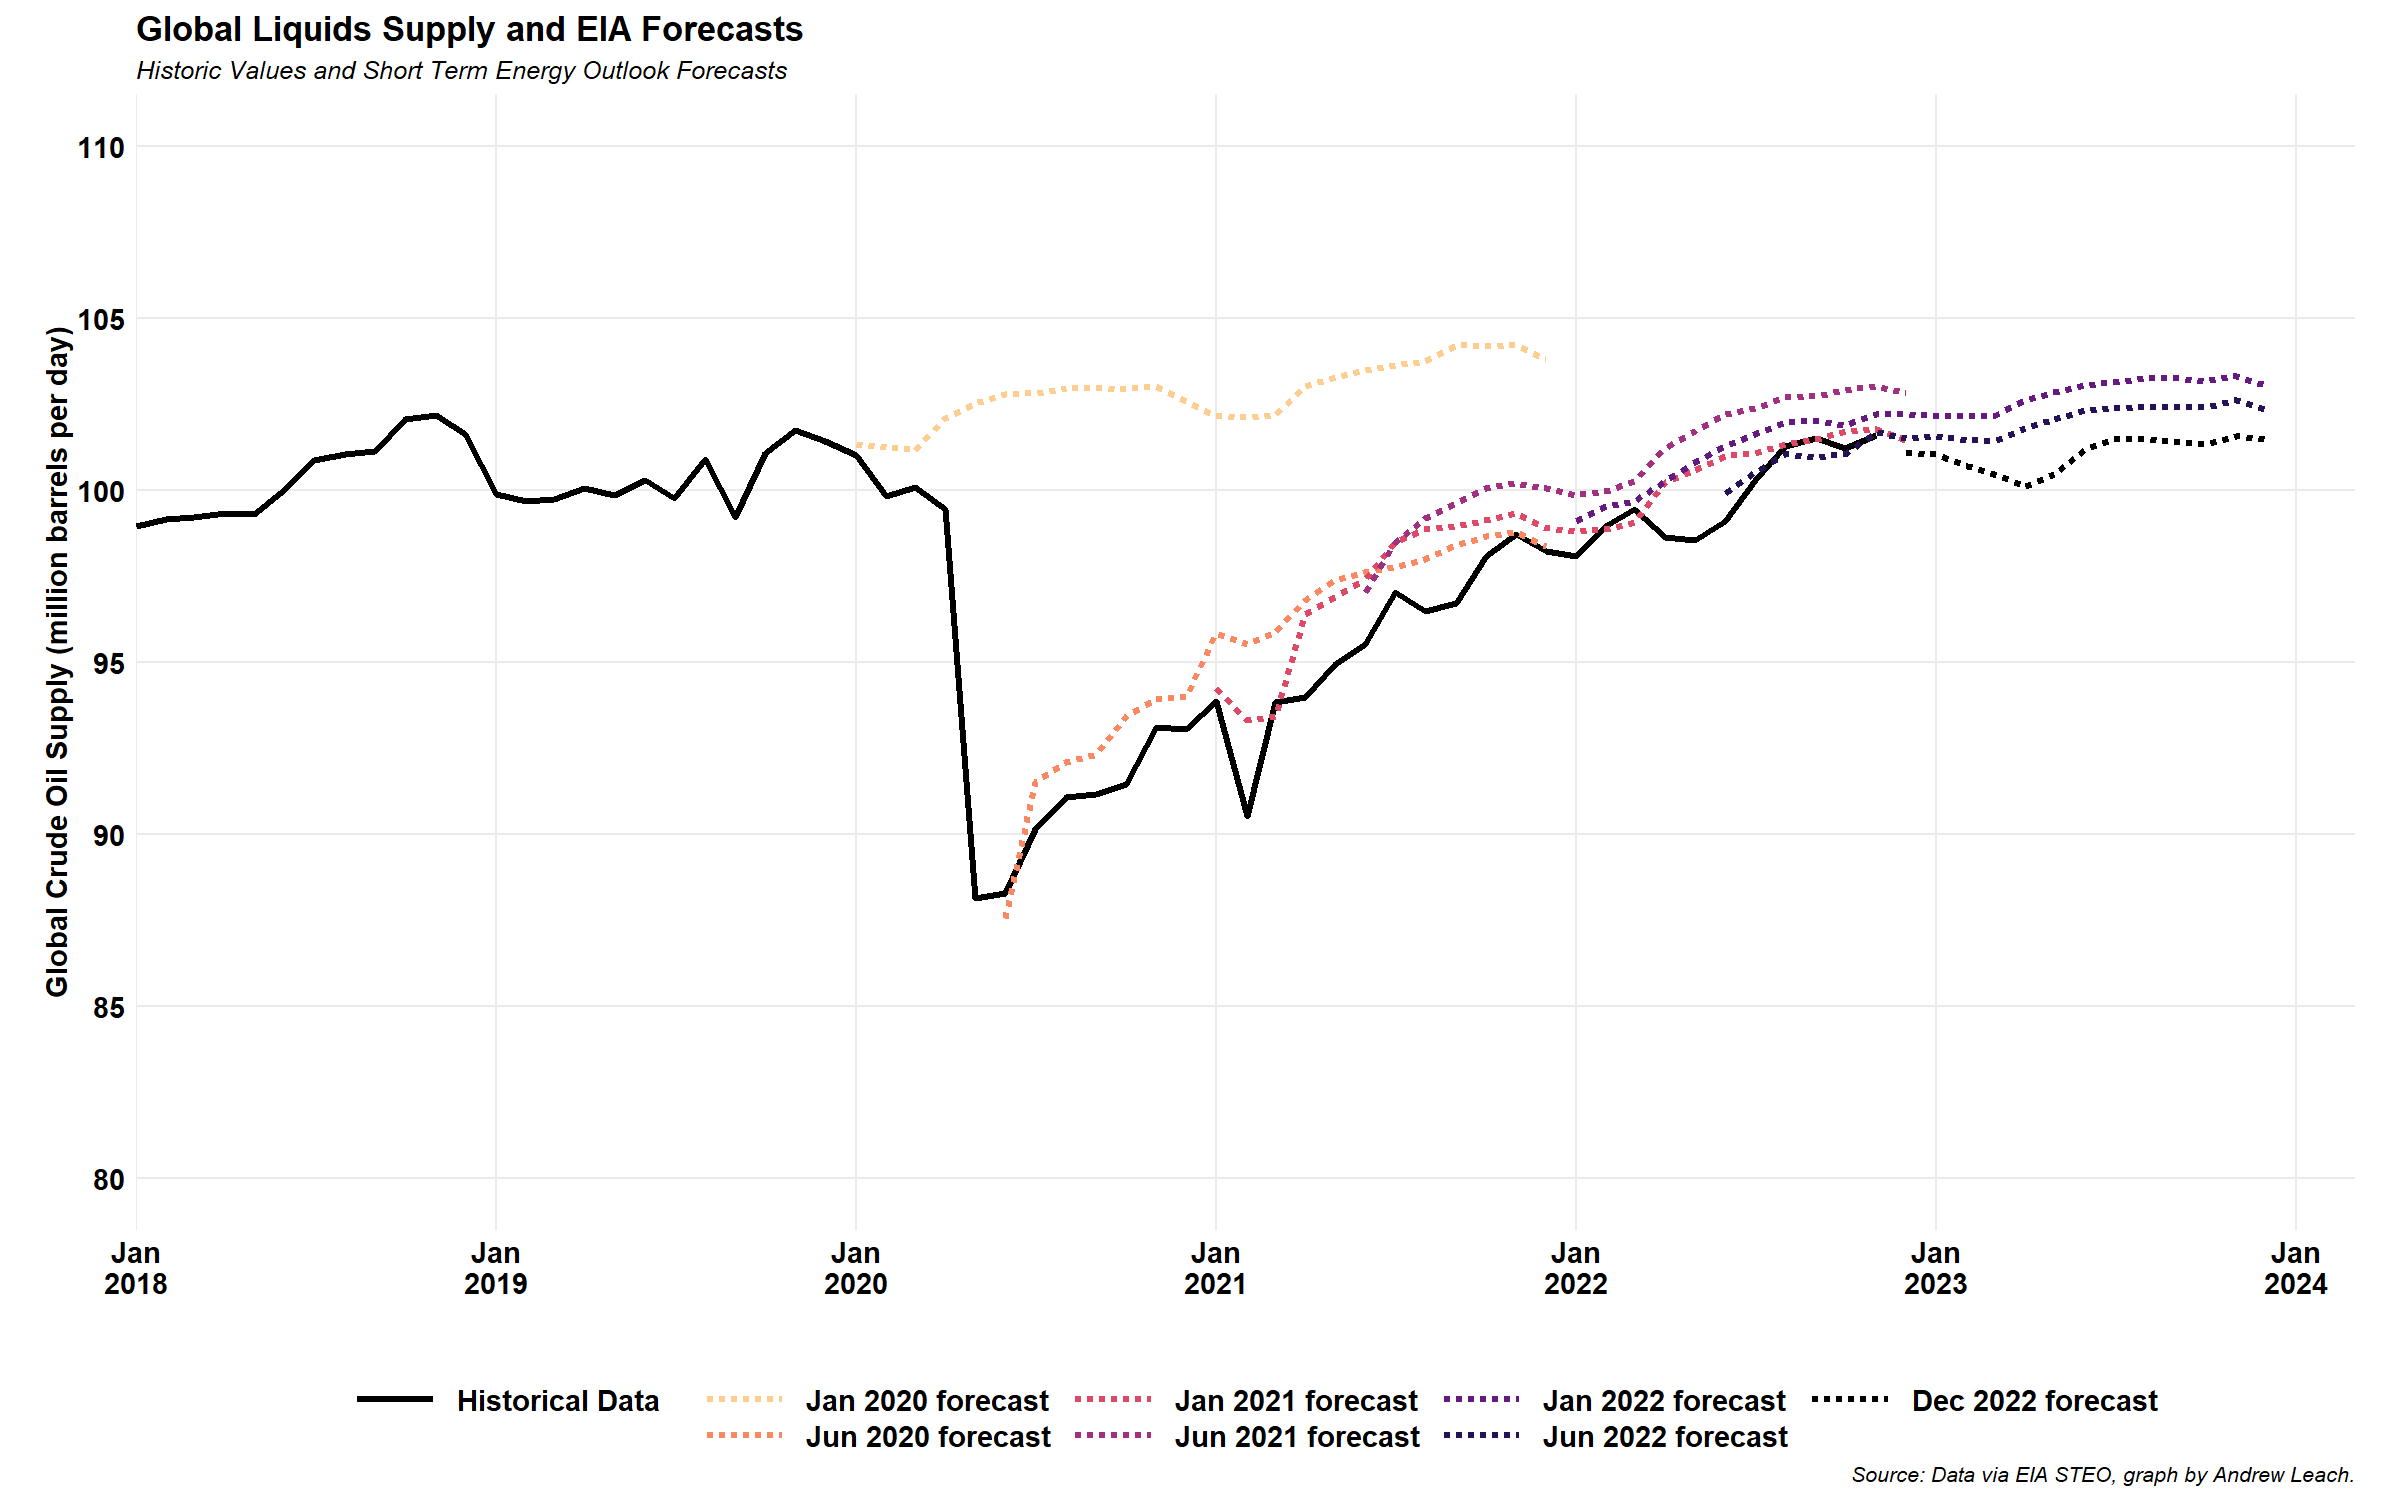 Global Liquids Supply and EIA Forecasts
Historic Values and Short Term Energy Outlook Forecasts
Global Crude Oil Supply (million barrels per day)
110
105
100
95
90
85
80
Jan
2018
Jan
2019
Jan
2020
Jan
2021
Jan
2022
Jan
2023
Jan
2024
Historical Data
Jan 2020 forecast
Jun 2020 forecast
Jan 2021 forecast
Jun 2021 forecast
Jan 2022 forecast
Jun 2022 forecast
Dec 2022 forecast
Source: Data via EIA STEO, graph by Andrew Leach.